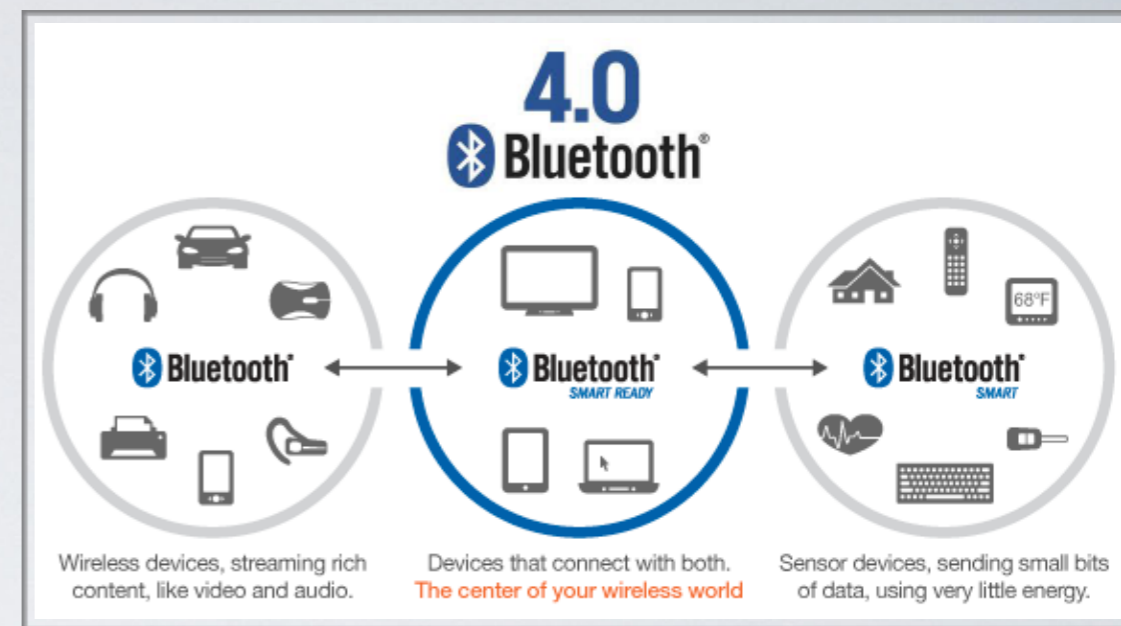 4.0
Bluetooth®
68°F
Bluetooth®
Bluetooth®
SMART READY
Bluetooth®
SMART
Wireless devices, streaming rich
content, like video and audio.
Devices that connect with both.
The center of your wireless world
Sensor devices, sending small bits
of data, using very little energy.